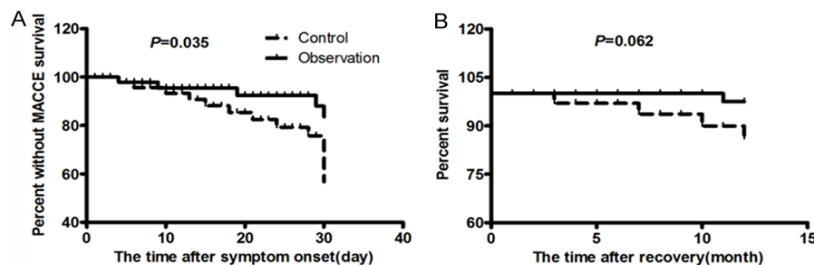 A
Percent without MACCE survival
120
100
80
60
40
P=0.035
Control
Observation
0
10
20
30
40
The time after symptom onset(day)
B
Percent survival
120
105
90
75
60
P=0.062
0
5
10
15
The time after recovery(month)